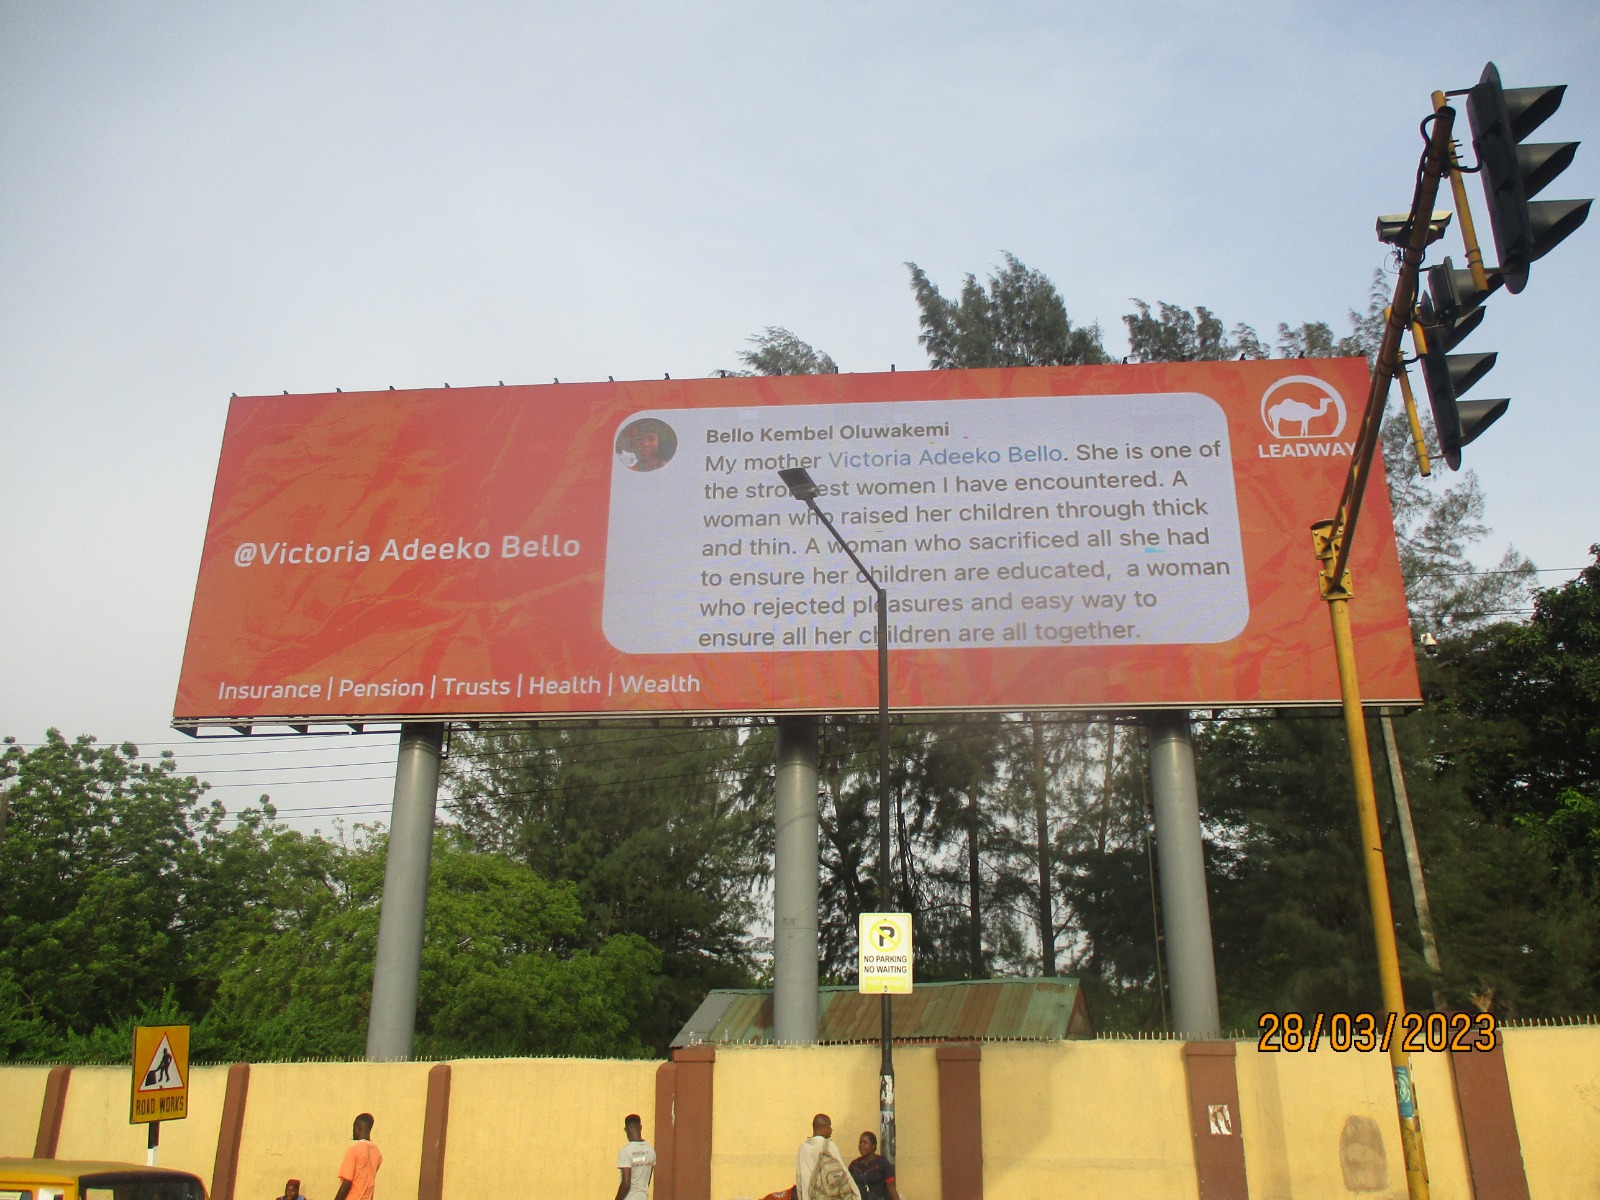 Bello Kembel Oluwakemi
My mother Victoria Adeeko Bello. She is one of
the strongest women I have encountered. A
woman who raised her children through thick
and thin. A woman who sacrificed all she had
to ensure her children are educated, a woman
who rejected pleasures and easy way to
ensure all her children are all together.
LEADWAY
@Victoria Adeeko Bello
Insurance | Pension | Trusts | Health | Wealth
P
NO PARKING
NO WAITING
28/03/2023
ROAD WORKS